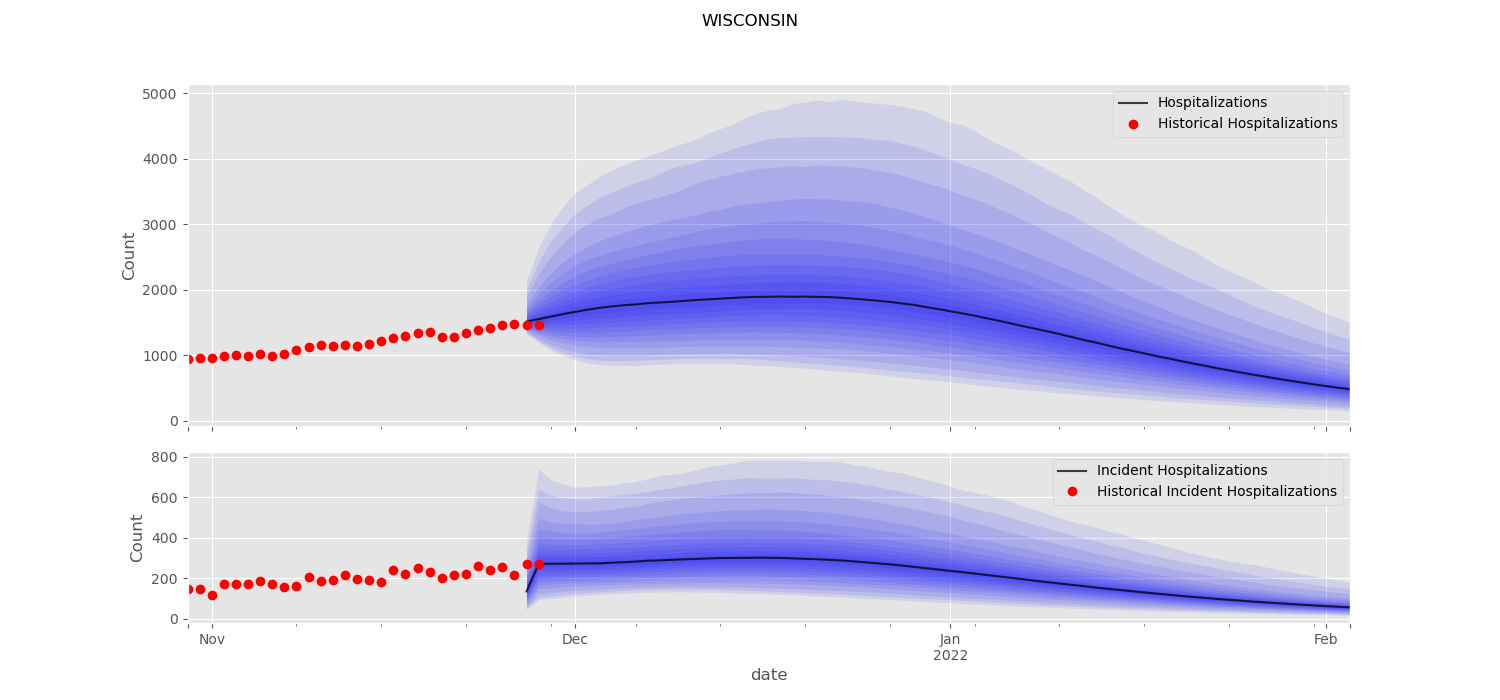 WISCONSIN
5000
4000
3000
2000
1000
0
Count
Hospitalizations
Historical Hospitalizations
800
600
400
200
0
Count
Incident Hospitalizations
Historical Incident Hospitalizations
Nov
Dec
Jan
2022
Feb
date